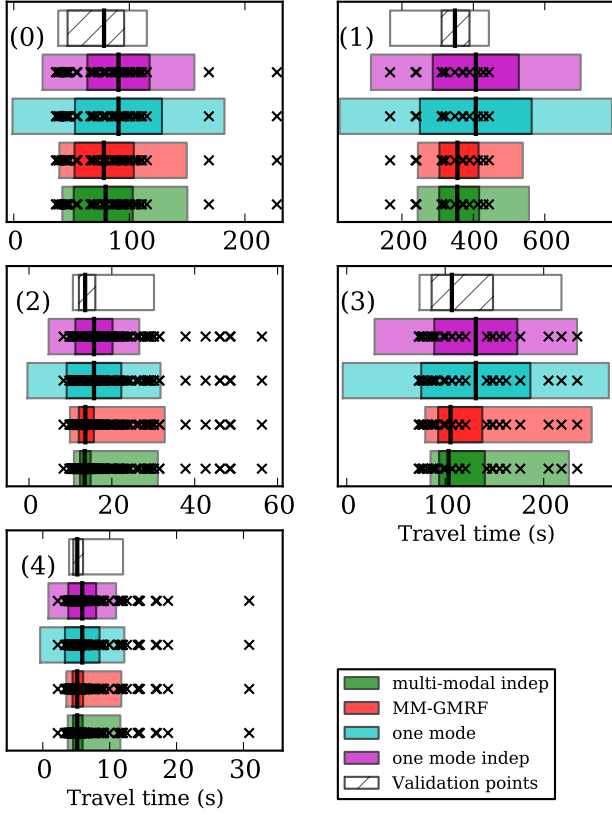 (0)
(1)
0 100 200
200 400 600
(2)
(3)
0 20 40 60
0 100 200
Travel time (s)
(4)
0 10 20 30
Travel time (s)
multi-modal indep
MM-GMRF
one mode
one mode indep
Validation points